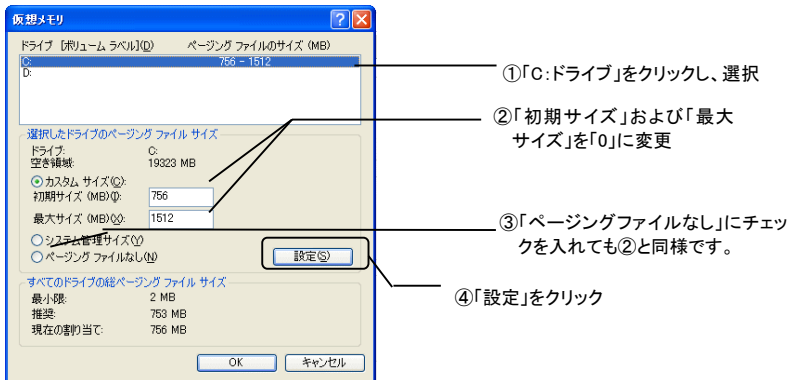 仮想メモリ
ドライブ [ボリューム ラベル](D) ページング ファイルのサイズ (MB)
C: 756 - 1512
D:
選択したドライブのページング ファイル サイズ
ドライブ: C:
空き領域: 19323 MB
カスタム サイズ(C):
初期サイズ (MB)(I): 756
最大サイズ (MB)(X): 1512
システム管理サイズ(Y)
ページング ファイルなし(N)
設定(S)
すべてのドライブの総ページング ファイル サイズ
最小限: 2 MB
推奨: 753 MB
現在の割り当て: 756 MB
OK キャンセル
①「C:ドライブ」をクリックし、選択
②「初期サイズ」および「最大
サイズ」を「0」に変更
③「ページングファイルなし」にチェッ
クを入れても②と同様です。
④「設定」をクリック